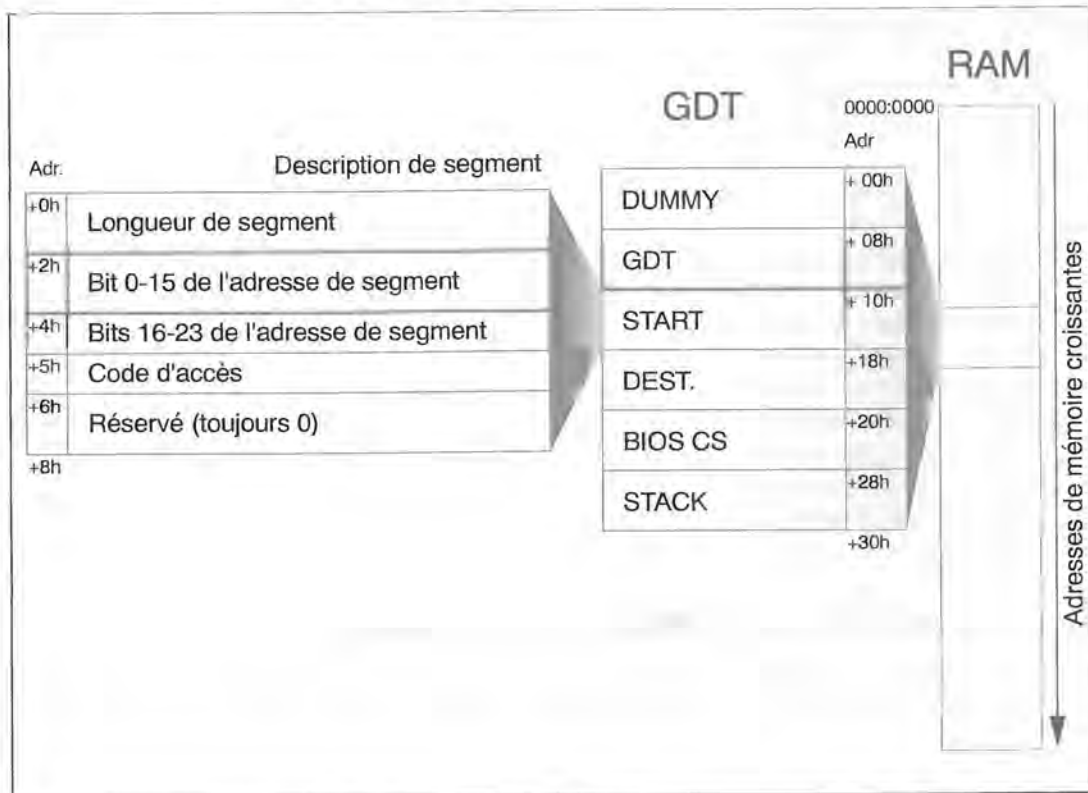 RAM
GDT
0000:0000
Adr
Adr.
Description de segment
+0h
Longueur de segment
+2h
Bit 0-15 de l'adresse de segment
+4h
Bits 16-23 de l'adresse de segment
+5h
Code d'accès
+6h
Réservé (toujours 0)
+8h
DUMMY
+ 00h
GDT
+ 08h
START
+ 10h
DEST.
+18h
BIOS CS
+20h
STACK
+28h
+30h
Adresses de mémoire croissantes